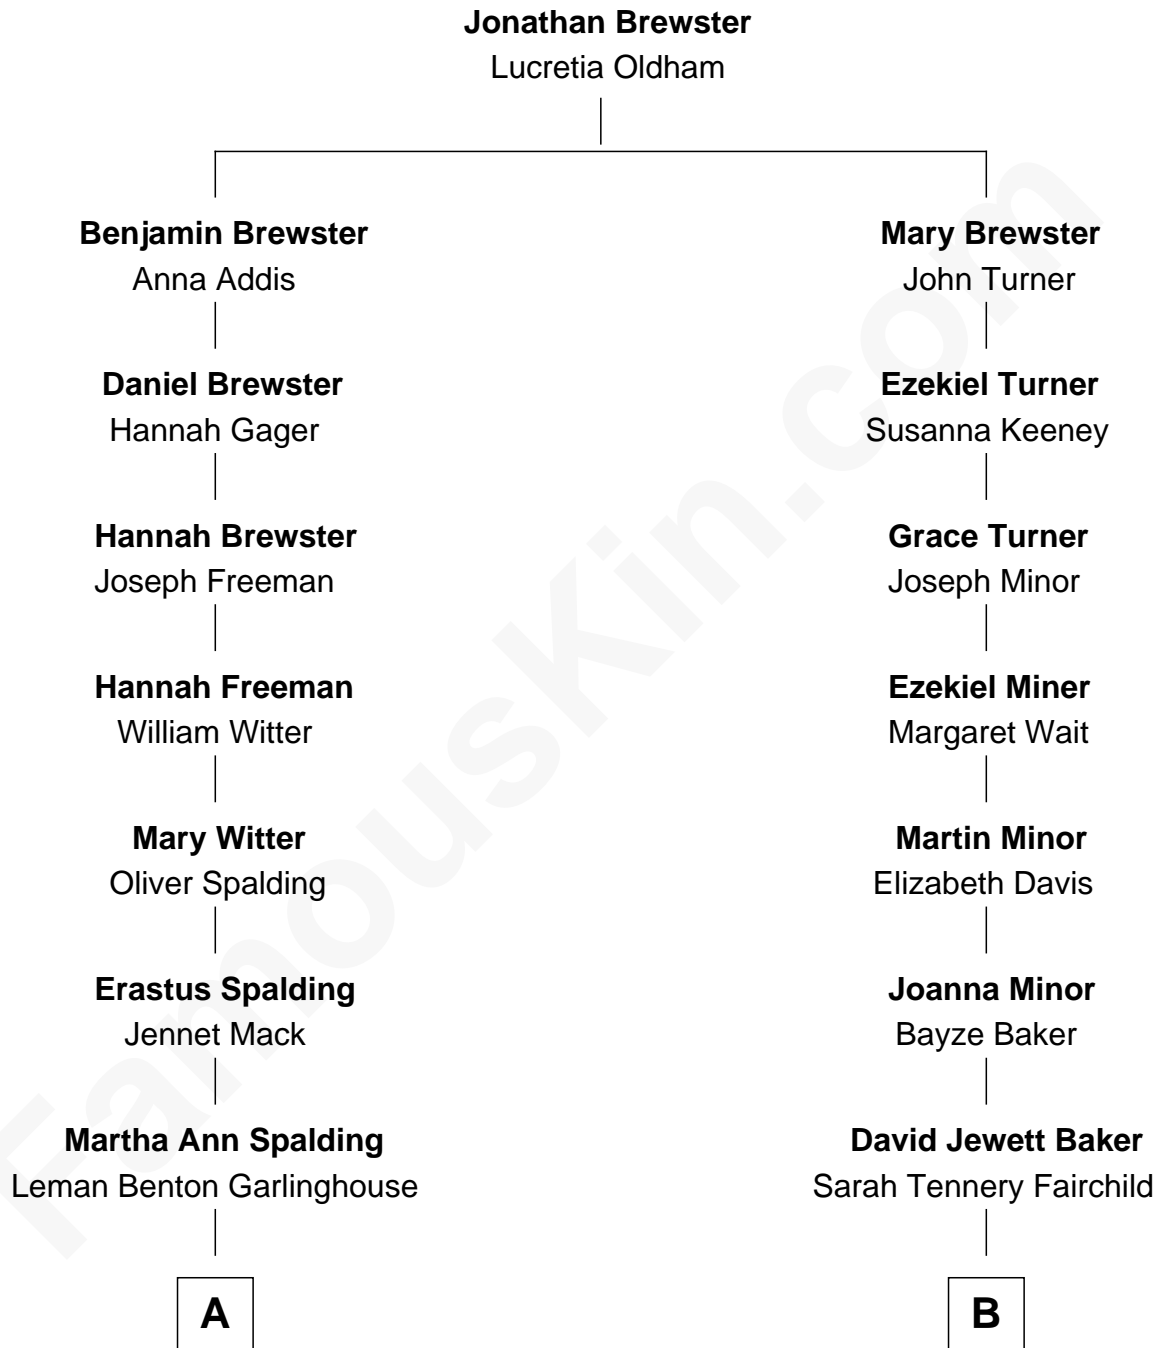 Jonathan Brewster
Lucretia Oldham
Benjamin Brewster
Anna Addis
Mary Brewster
John Turner
Daniel Brewster
Hannah Gager
Ezekiel Turner
Susanna Keeney
Hannah Brewster
Joseph Freeman
Grace Turner
Joseph Minor
Hannah Freeman
William Witter
Ezekiel Miner
Margaret Wait
Mary Witter
Oliver Spalding
Martin Minor
Elizabeth Davis
Erastus Spalding
Jennet Mack
Joanna Minor
Bayze Baker
Martha Ann Spalding
Leman Benton Garlinghouse
David Jewett Baker
Sarah Tennery Fairchild
A
B
FamousKin.com